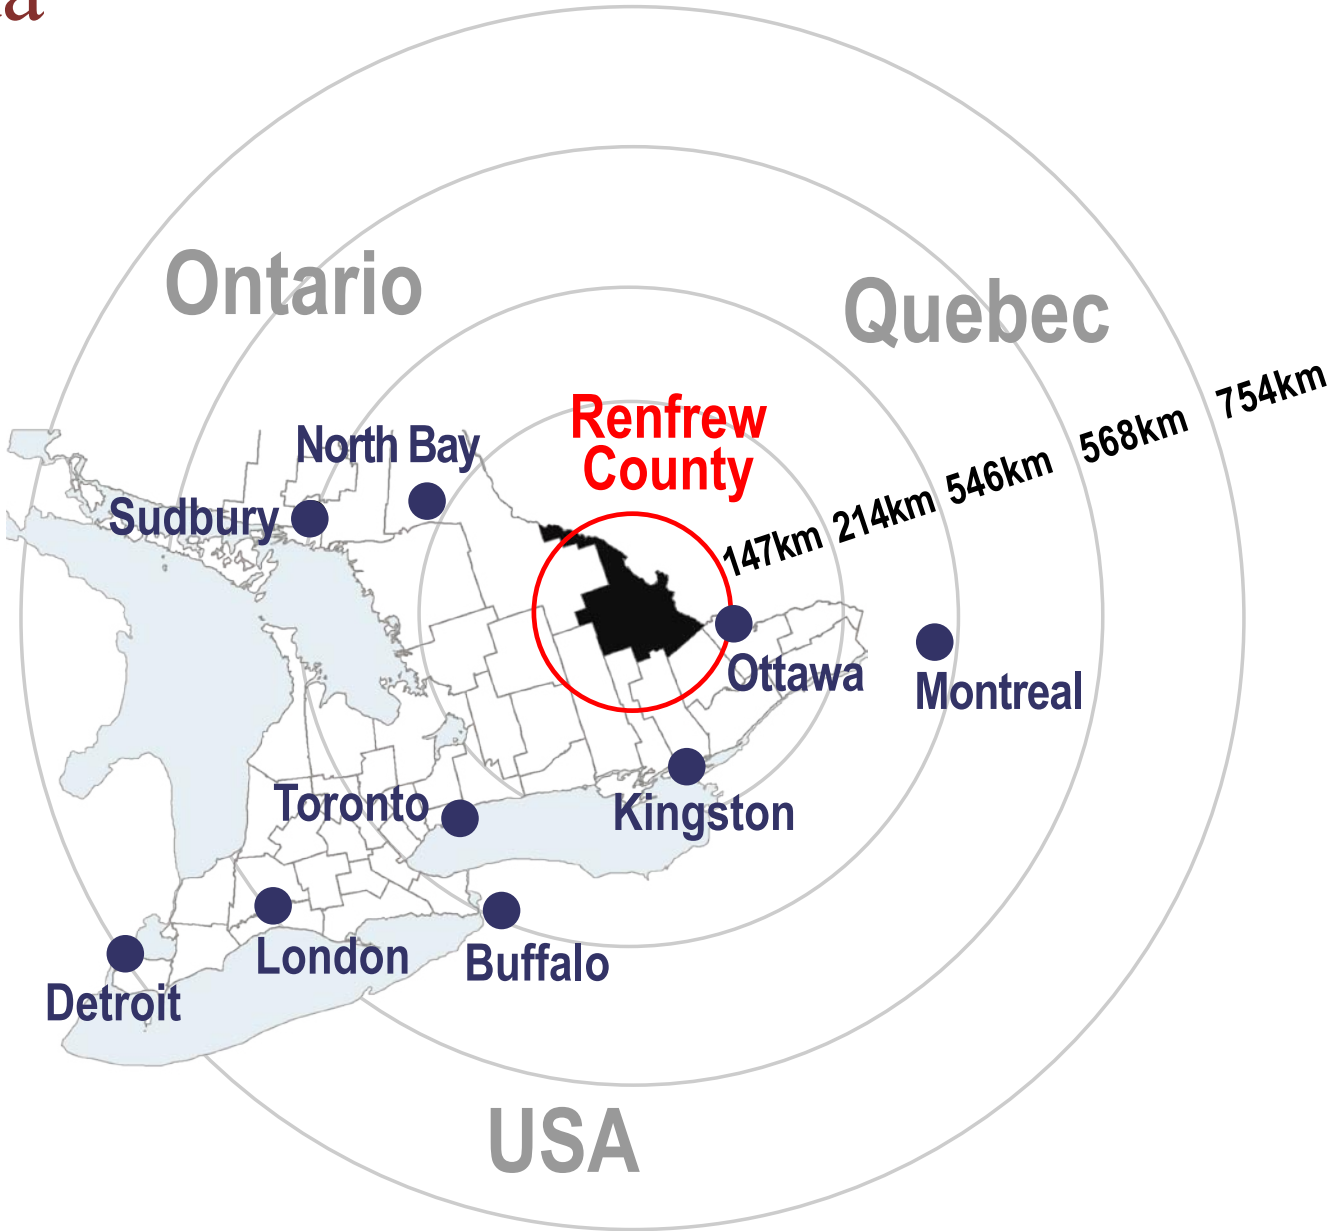 Ontario
Quebec
Renfrew
County
754km
568km
546km
214km
147km
North Bay
Sudbury
Ottawa
Montreal
Toronto
Kingston
London
Buffalo
Detroit
USA